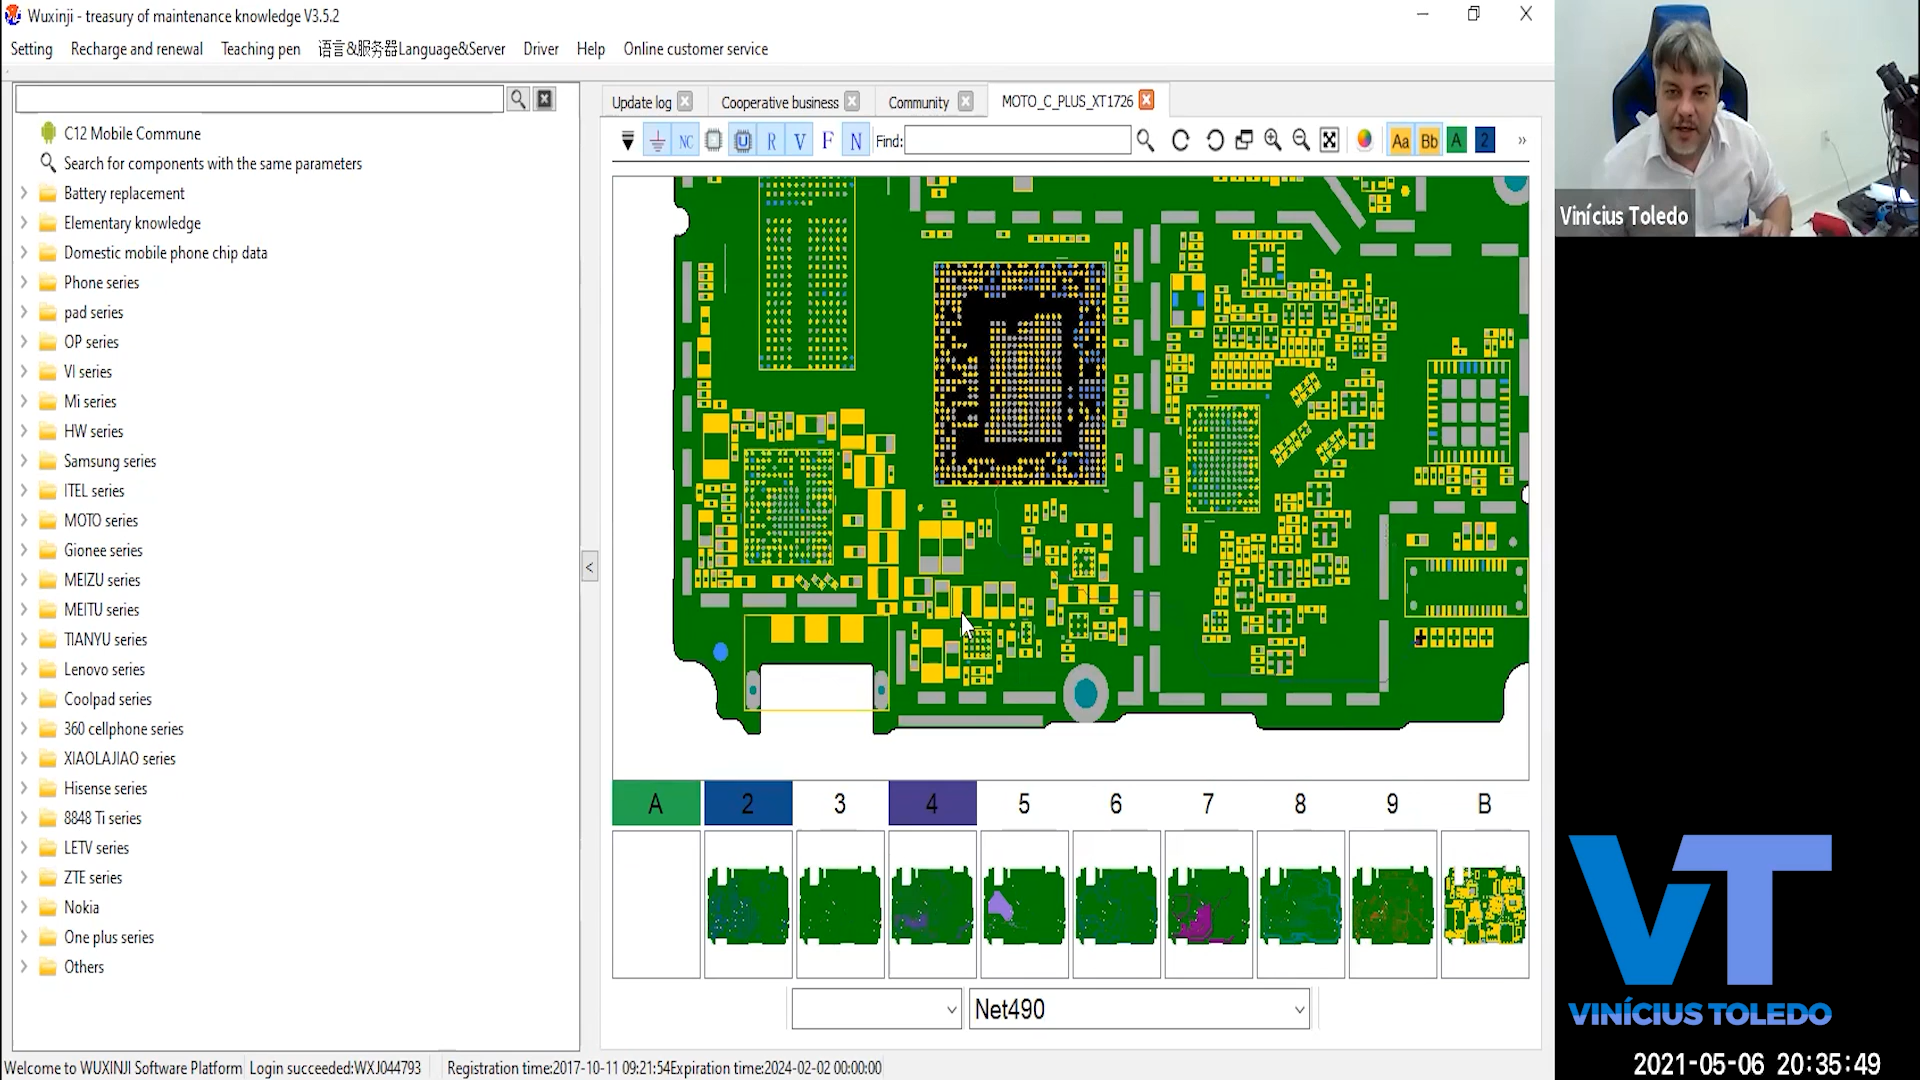 Wuxinji - treasury of maintenance knowledge V3.5.2
Setting Recharge and renewal Teaching pen 语言&服务器Language&Server Driver Help Online customer service
Update log Cooperative business Community MOTO_C_PLUS_XT1726
NC U R V F N Find: Aa Bb A 2 »
C12 Mobile Commune
Search for components with the same parameters
Battery replacement
Elementary knowledge
Domestic mobile phone chip data
Phone series
pad series
OP series
VI series
Mi series
HW series
Samsung series
ITEL series
MOTO series
Gionee series
MEIZU series
MEITU series
TIANYU series
Lenovo series
Coolpad series
360 cellphone series
XIAOLAJIAO series
Hisense series
8848 Ti series
LETV series
ZTE series
Nokia
One plus series
Others
<
A 2 3 4 5 6 7 8 9 B
Net490
Welcome to WUXINJI Software Platform Login succeeded:WXJ044793 Registration time:2017-10-11 09:21:54Expiration time:2024-02-02 00:00:00
Vinícius Toledo
VT
VINÍCIUS TOLEDO
2021-05-06 20:35:49